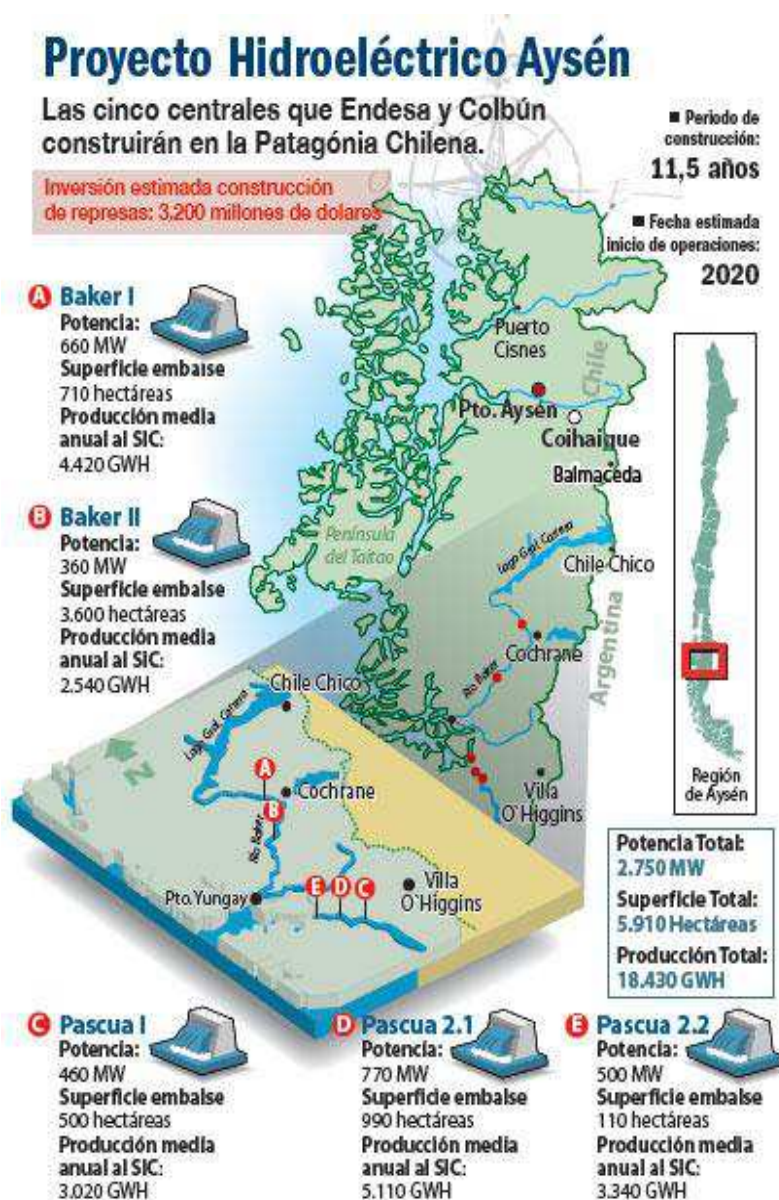 Proyecto Hidroeléctrico Aysén
Las cinco centrales que Endesa y Colbún
construirán en la Patagónia Chilena.
Inversión estimada construcción
de represas: 3,200 millones de dolares
■ Periodo de
construcción:
11,5 años
■ Fecha estimada
inicio de operaciones:
2020
A Baker I
Potencia:
660 MW
Superficie embalse
710 hectáreas
Producción media
anual al SIC:
4.420 GWH
B Baker II
Potencia:
360 MW
Superficie embalse
3.600 hectáreas
Producción media
anual al SIC:
2.540 GWH
Puerto
Cisnes
Chile
Pto. Aysén
Coihaique
Balmaceda
Península
del Taitao
Lago Gral. Carrera
Chile Chico
Argentina
Cochrane
Río Baker
Villa
O'Higgins
Región
de Aysén
Chile Chico
Lago Gral. Carrera
N
A
Cochrane
B
Río Baker
E D C
Villa
O'Higgins
Pto. Yungay
Potencia Total:
2.750 MW
Superficie Total:
5.910 Hectáreas
Producción Total:
18.430 GWH
C Pascua I
Potencia:
460 MW
Superficie embalse
500 hectáreas
Producción media
anual al SIC:
3.020 GWH
D Pascua 2.1
Potencia:
770 MW
Superficie embalse
990 hectáreas
Producción media
anual al SIC:
5.110 GWH
E Pascua 2.2
Potencia:
500 MW
Superficie embalse
110 hectáreas
Producción media
anual al SIC:
3.340 GWH